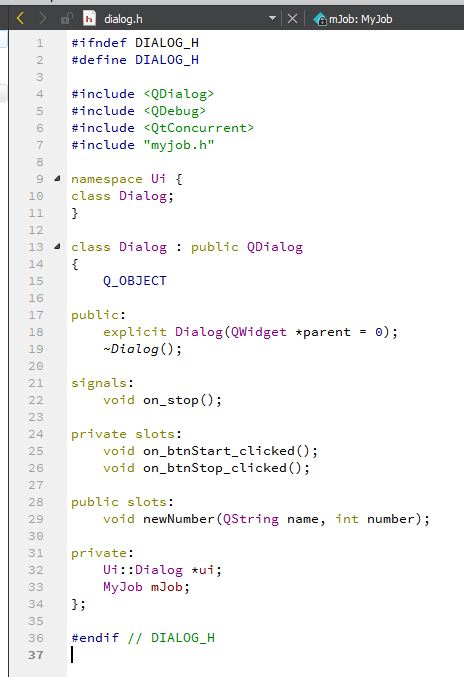 dialog.h
mJob: MyJob
1 #ifndef DIALOG_H
2 #define DIALOG_H
3
4 #include <QDialog>
5 #include <QDebug>
6 #include <QtConcurrent>
7 #include "myjob.h"
8
9 namespace Ui {
10 class Dialog;
11 }
12
13 class Dialog : public QDialog
14 {
15     Q_OBJECT
16
17 public:
18     explicit Dialog(QWidget *parent = 0);
19     ~Dialog();
20
21 signals:
22     void on_stop();
23
24 private slots:
25     void on_btnStart_clicked();
26     void on_btnStop_clicked();
27
28 public slots:
29     void newNumber(QString name, int number);
30
31 private:
32     Ui::Dialog *ui;
33     MyJob mJob;
34 };
35
36 #endif // DIALOG_H
37